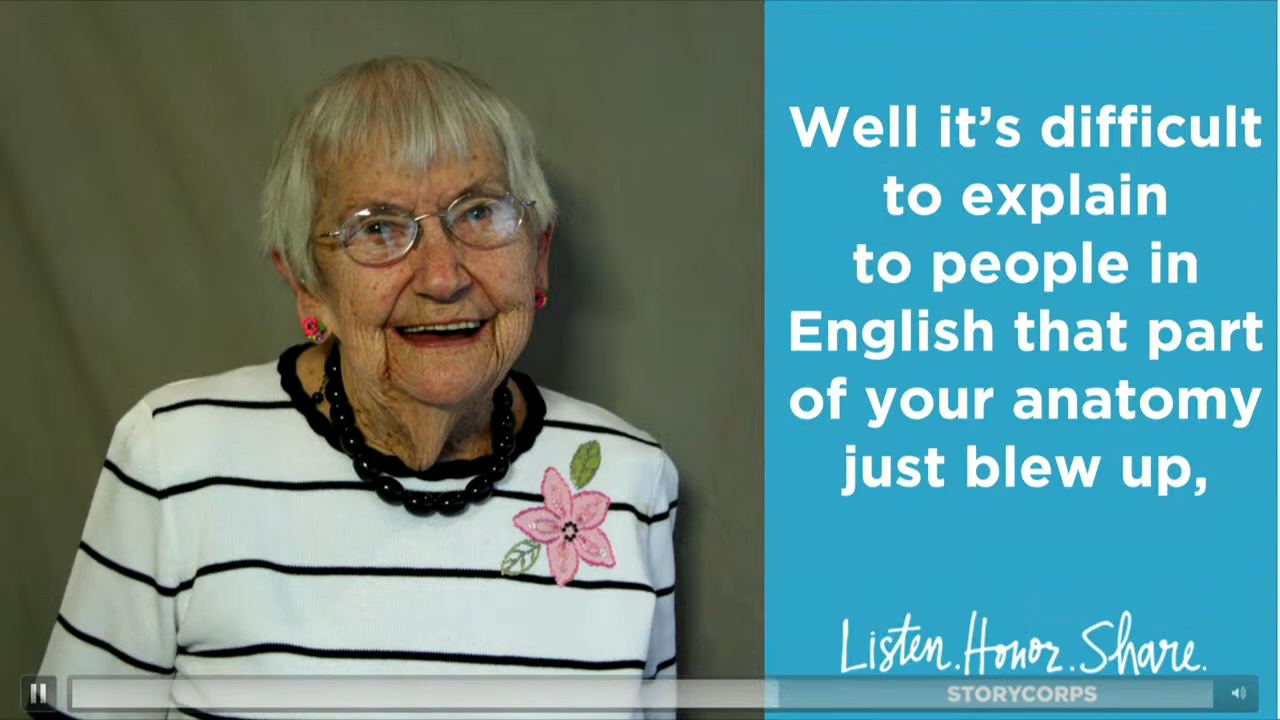 Well it's difficult
to explain
to people in
English that part
of your anatomy
just blew up,
Listen.Honor.Share.
STORYCORPS